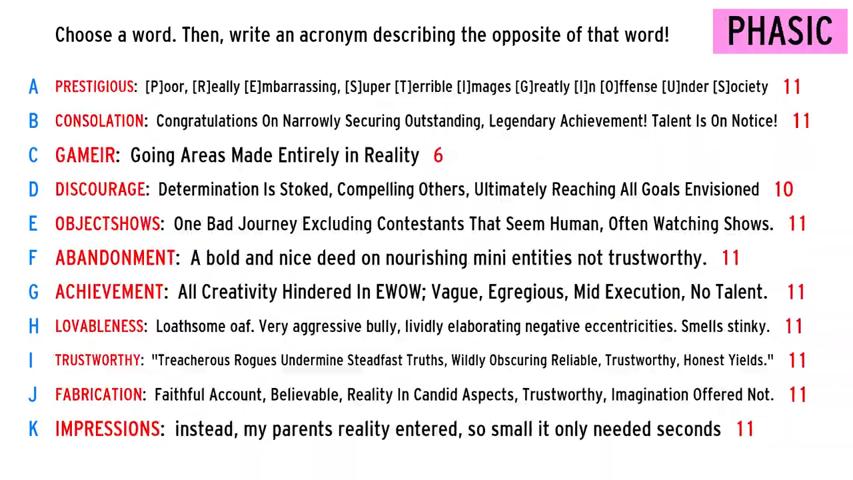 Choose a word. Then, write an acronym describing the opposite of that word!
PHASIC
A PRESTIGIOUS: [P]oor, [R]eally [E]mbarrassing, [S]uper [T]errible [I]mages [G]reatly [I]n [O]ffense [U]nder [S]ociety 11
B CONSOLATION: Congratulations On Narrowly Securing Outstanding, Legendary Achievement! Talent Is On Notice! 11
C GAMEIR: Going Areas Made Entirely in Reality 6
D DISCOURAGE: Determination Is Stoked, Compelling Others, Ultimately Reaching All Goals Envisioned 10
E OBJECTSHOWS: One Bad Journey Excluding Contestants That Seem Human, Often Watching Shows. 11
F ABANDONMENT: A bold and nice deed on nourishing mini entities not trustworthy. 11
G ACHIEVEMENT: All Creativity Hindered In EWOW; Vague, Egregious, Mid Execution, No Talent. 11
H LOVABLENESS: Loathsome oaf. Very aggressive bully, lividly elaborating negative eccentricities. Smells stinky. 11
I TRUSTWORTHY: "Treacherous Rogues Undermine Steadfast Truths, Wildly Obscuring Reliable, Trustworthy, Honest Yields." 11
J FABRICATION: Faithful Account, Believable, Reality In Candid Aspects, Trustworthy, Imagination Offered Not. 11
K IMPRESSIONS: instead, my parents reality entered, so small it only needed seconds 11